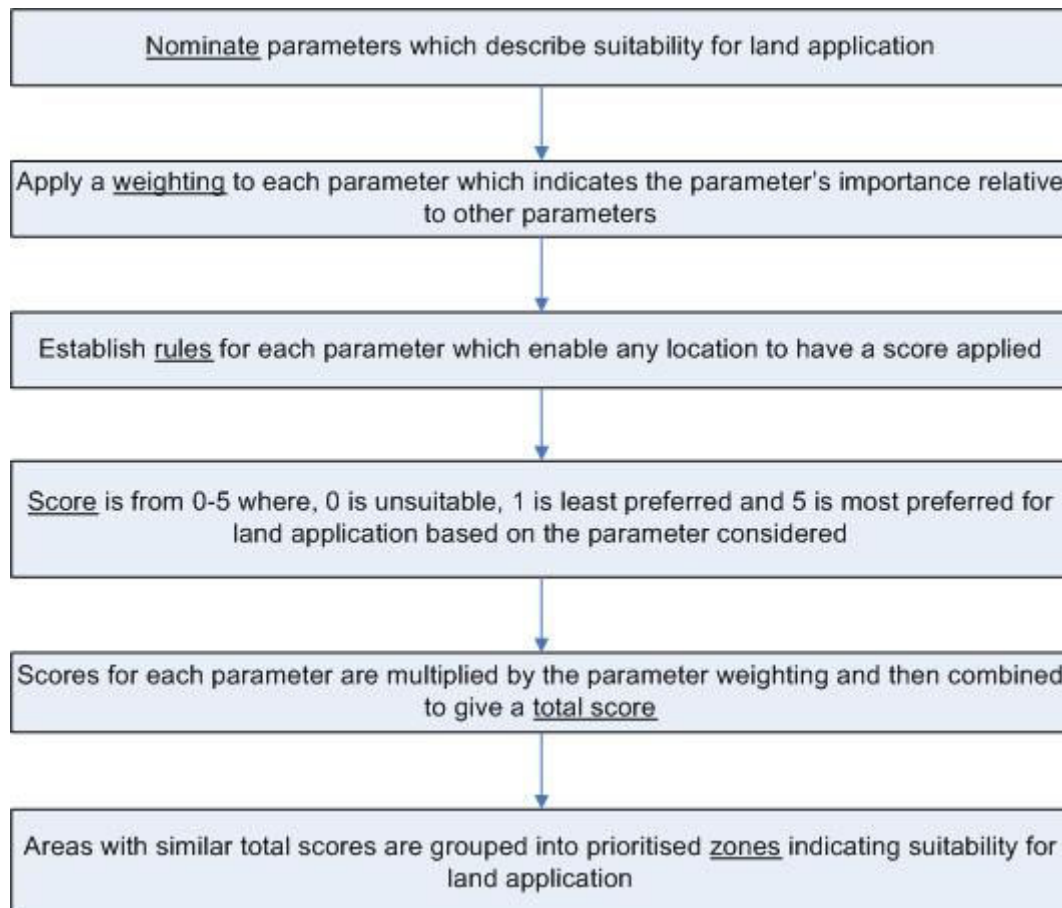 Nominate parameters which describe suitability for land application
Apply a weighting to each parameter which indicates the parameter's importance relative
to other parameters
Establish rules for each parameter which enable any location to have a score applied
Score is from 0-5 where, 0 is unsuitable, 1 is least preferred and 5 is most preferred for
land application based on the parameter considered
Scores for each parameter are multiplied by the parameter weighting and then combined
to give a total score
Areas with similar total scores are grouped into prioritised zones indicating suitability for
land application